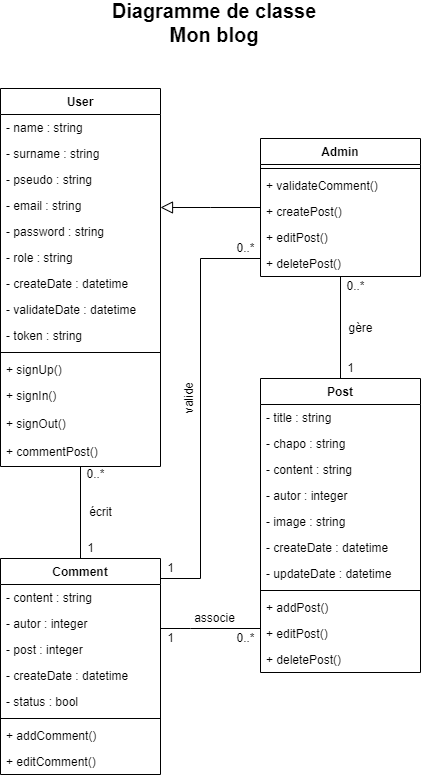 Diagramme de classe
Mon blog
User
- name : string
- surname : string
- pseudo : string
- email : string
- password : string
- role : string
- createDate : datetime
- validateDate : datetime
- token : string
+ signUp()
+ signIn()
+ signOut()
+ commentPost()
Admin
+ validateComment()
+ createPost()
+ editPost()
+ deletePost()
0..*
0..*
gère
1
valide
Post
- title : string
- chapo : string
- content : string
- autor : integer
- image : string
- createDate : datetime
- updateDate : datetime
+ addPost()
+ editPost()
+ deletePost()
0..*
écrit
1
Comment
- content : string
- autor : integer
- post : integer
- createDate : datetime
- status : bool
+ addComment()
+ editComment()
1
associe
1
0..*